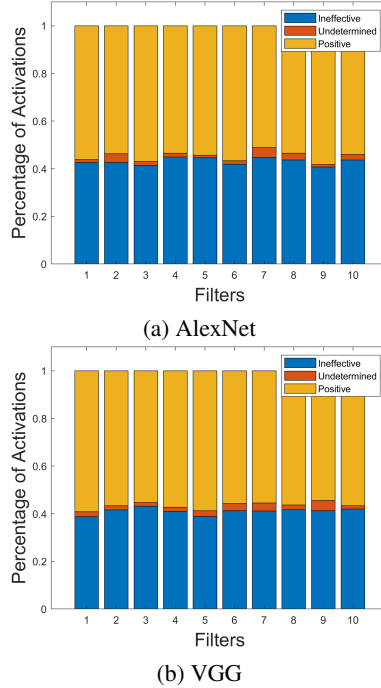 1
0.8
0.6
0.4
0.2
0
Percentage of Activations
Ineffective
Undetermined
Positive
1 2 3 4 5 6 7 8 9 10
Filters
(a) AlexNet
1
0.8
0.6
0.4
0.2
0
Percentage of Activations
Ineffective
Undetermined
Positive
1 2 3 4 5 6 7 8 9 10
Filters
(b) VGG